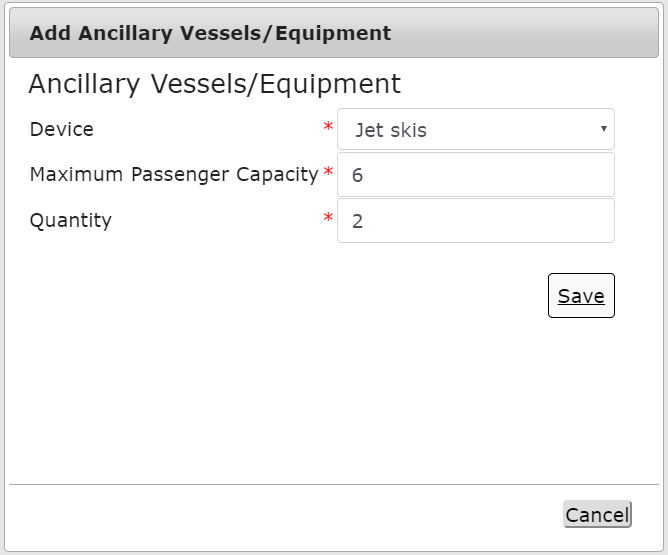 Add Ancillary Vessels/Equipment
Ancillary Vessels/Equipment
Device * Jet skis
Maximum Passenger Capacity * 6
Quantity * 2
Save
Cancel